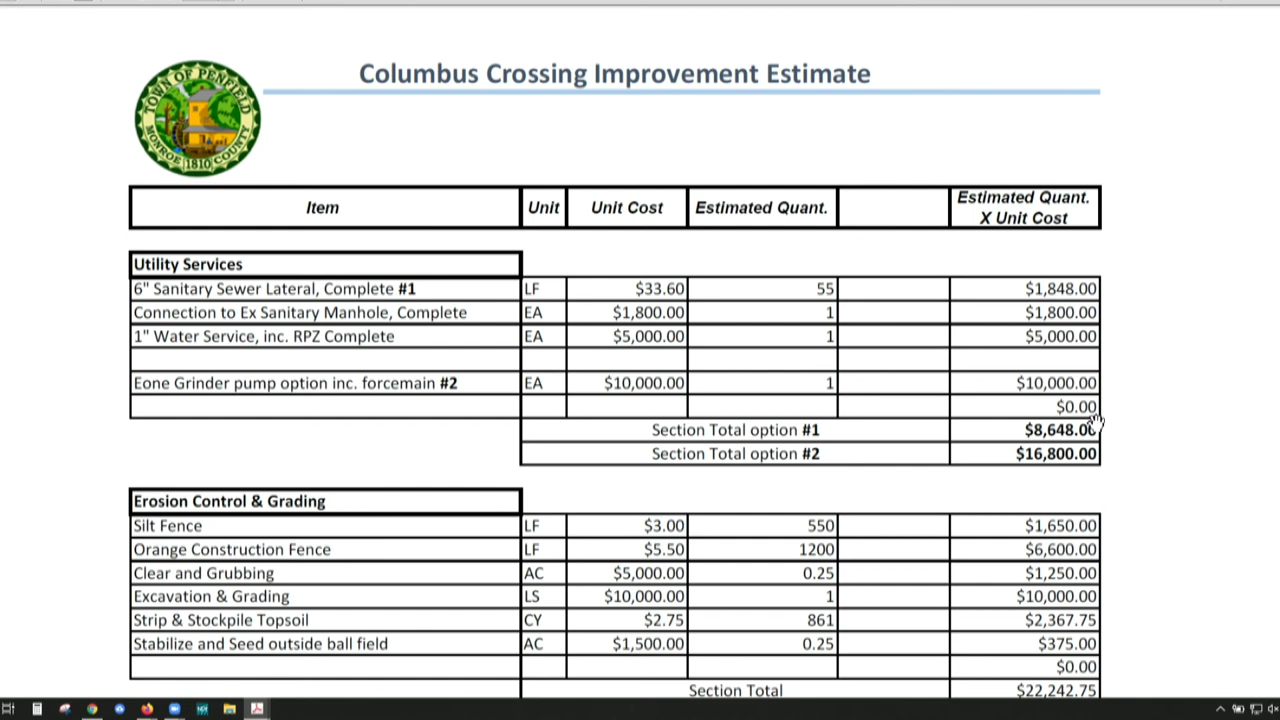 Columbus Crossing Improvement Estimate
TOWN OF PENFIELD
MONROE 1810 COUNTY
Item Unit Unit Cost Estimated Quant. Estimated Quant. X Unit Cost
Utility Services
6" Sanitary Sewer Lateral, Complete #1 LF $33.60 55 $1,848.00
Connection to Ex Sanitary Manhole, Complete EA $1,800.00 1 $1,800.00
1" Water Service, inc. RPZ Complete EA $5,000.00 1 $5,000.00
Eone Grinder pump option inc. forcemain #2 EA $10,000.00 1 $10,000.00
$0.00
Section Total option #1 $8,648.00
Section Total option #2 $16,800.00
Erosion Control & Grading
Silt Fence LF $3.00 550 $1,650.00
Orange Construction Fence LF $5.50 1200 $6,600.00
Clear and Grubbing AC $5,000.00 0.25 $1,250.00
Excavation & Grading LS $10,000.00 1 $10,000.00
Strip & Stockpile Topsoil CY $2.75 861 $2,367.75
Stabilize and Seed outside ball field AC $1,500.00 0.25 $375.00
$0.00
Section Total $22,242.75